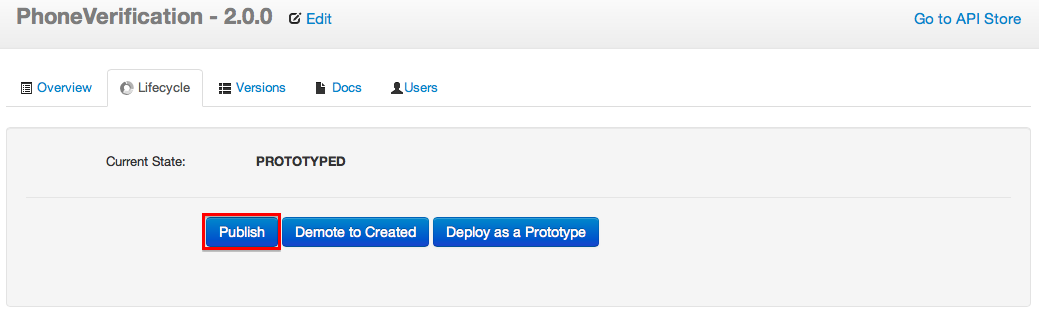 PhoneVerification - 2.0.0 Edit Go to API Store
Overview Lifecycle Versions Docs Users
Current State: PROTOTYPED
Publish Demote to Created Deploy as a Prototype